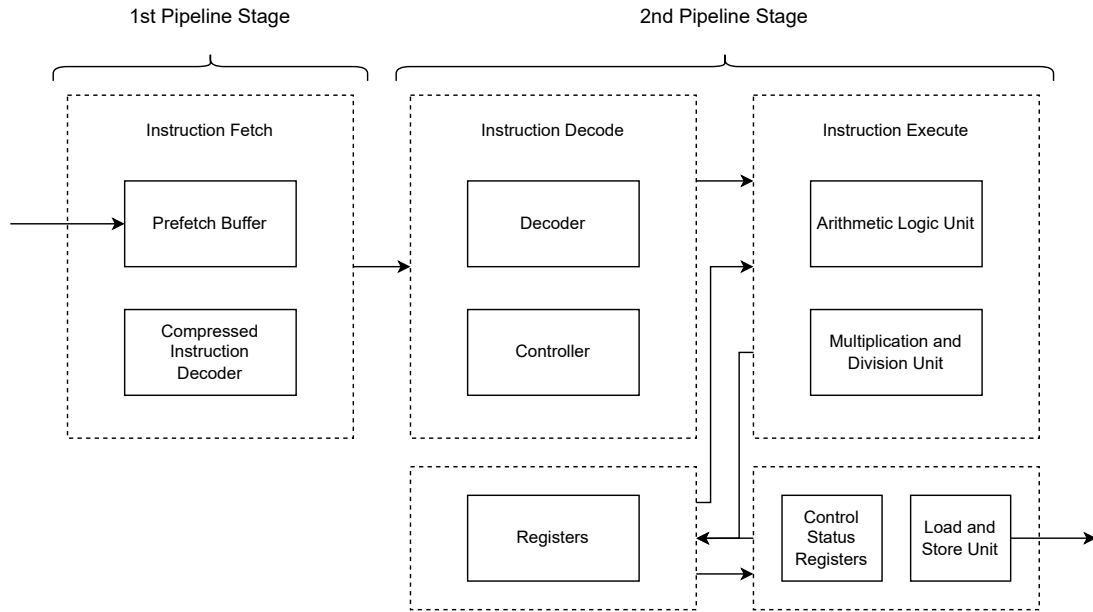 1st Pipeline Stage
2nd Pipeline Stage
Instruction Fetch
Prefetch Buffer
Compressed
Instruction
Decoder
Instruction Decode
Decoder
Controller
Instruction Execute
Arithmetic Logic Unit
Multiplication and
Division Unit
Registers
Control
Status
Registers
Load and
Store Unit